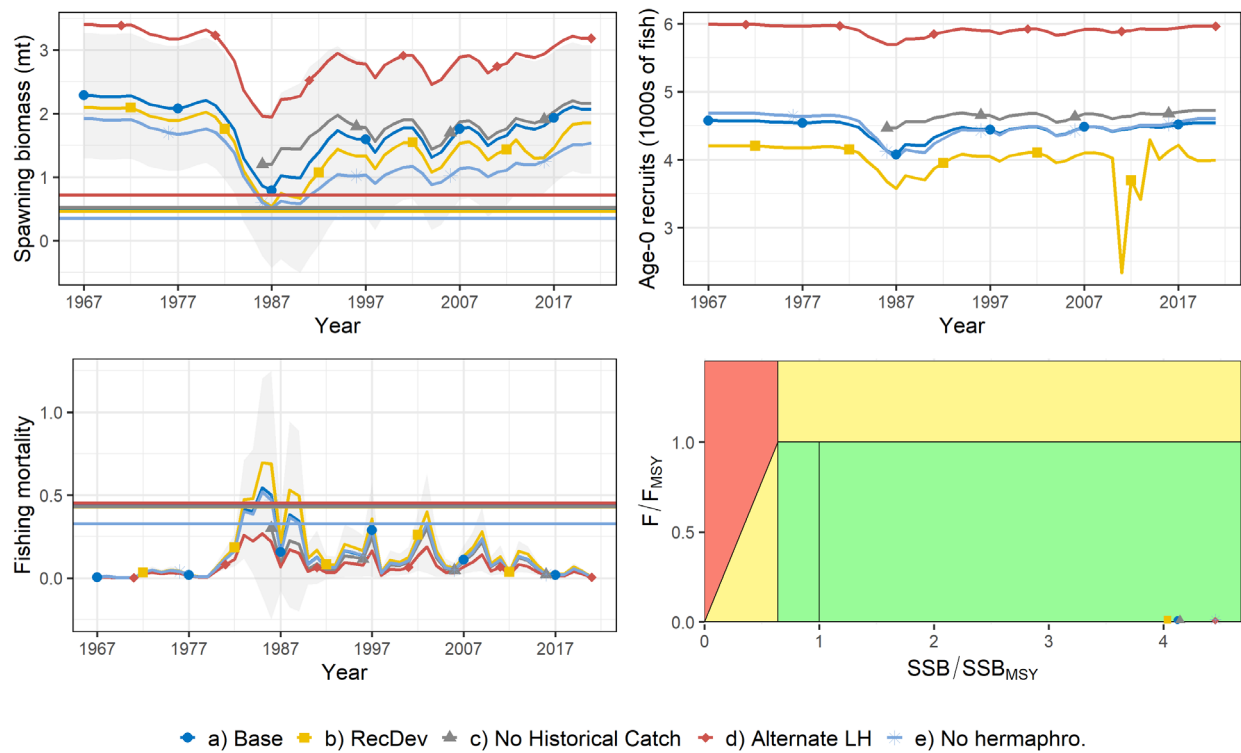 Spawning biomass (mt)
3
2
1
0
1967 1977 1987 1997 2007 2017
Year
Age-0 recruits (1000s of fish)
6
5
4
3
1967 1977 1987 1997 2007 2017
Year
Fishing mortality
1.0
0.5
0.0
1967 1977 1987 1997 2007 2017
Year
F/F_MSY
1.0
0.5
0.0
0 1 2 3 4
SSB/SSB_MSY
a) Base b) RecDev c) No Historical Catch d) Alternate LH e) No hermaphro.